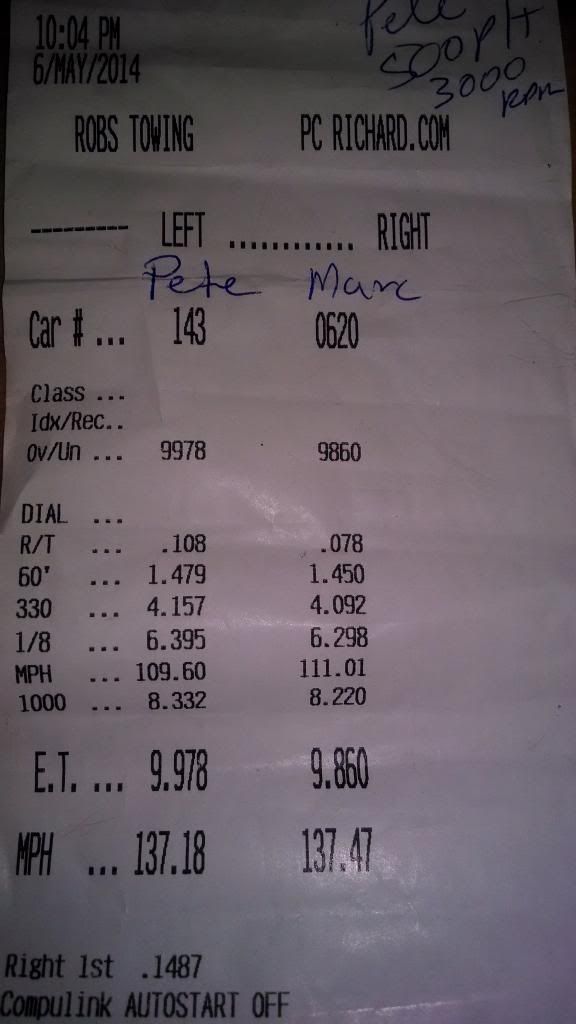 10:04 PM
6/MAY/2014
Pete
3000
RPM
ROBS TOWING PC RICHARD.COM
--------- LEFT ............ RIGHT
Pete Marc
Car # ... 143 0620
Class ...
Idx/Rec..
Ov/Un ... 9978 9860
DIAL ...
R/T ... .108 .078
60' ... 1.479 1.450
330 ... 4.157 4.092
1/8 ... 6.395 6.298
MPH ... 109.60 111.01
1000 ... 8.332 8.220
E.T. ... 9.978 9.860
MPH ... 137.18 137.47
Right 1st .1487
Compulink AUTOSTART OFF